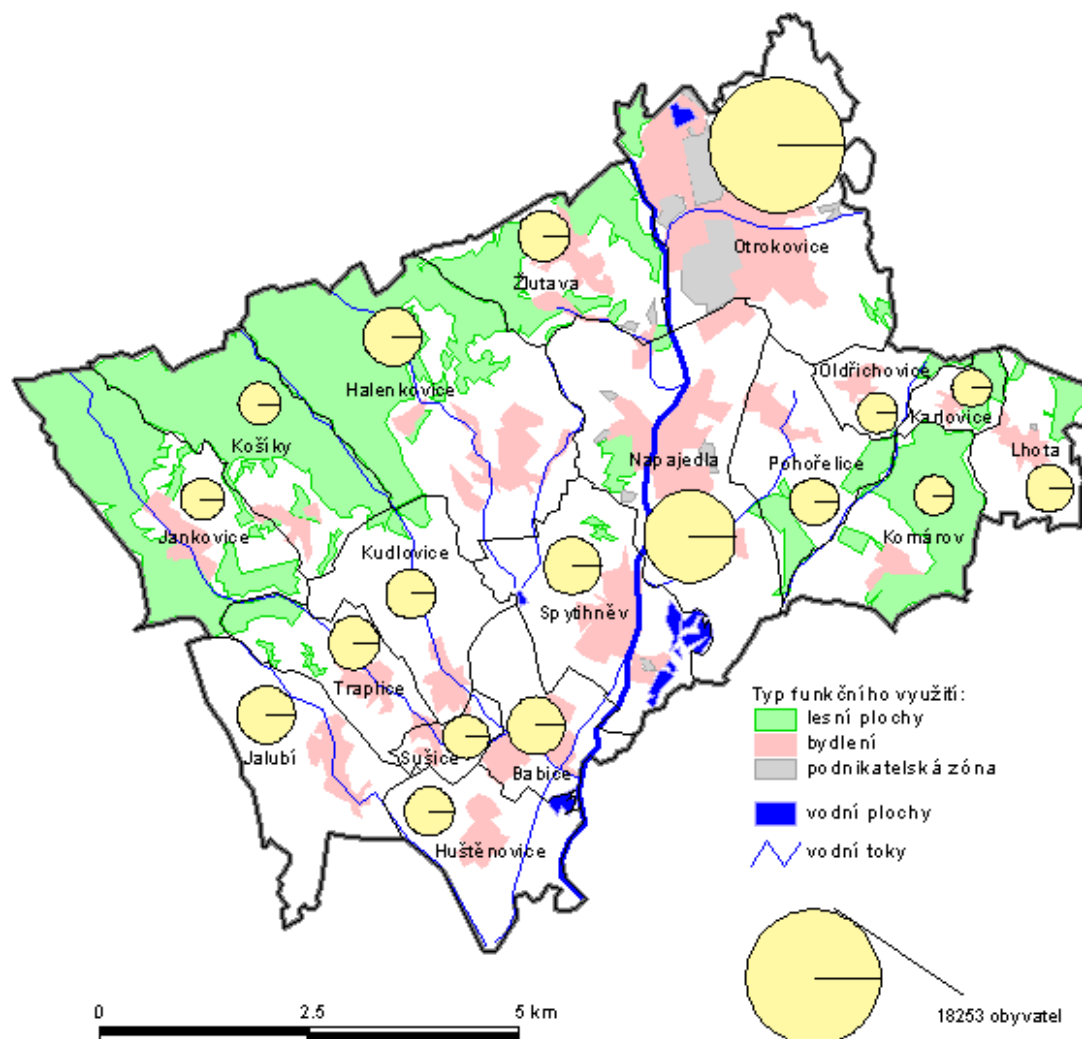 Otrokovice
Žlutava
Oldřichovice
Halenkovice
Karlovice
Košíky
Lhota
Napajedla
Pohořelice
Jankovice
Komárov
Kudlovice
Spytihněv
Traplice
Typ funkčního využití:
lesní plochy
bydlení
podnikatelská zóna
vodní plochy
vodní toky
Jalubí
Sušice
Babice
Huštěnovice
0
2.5
5 km
18253 obyvatel